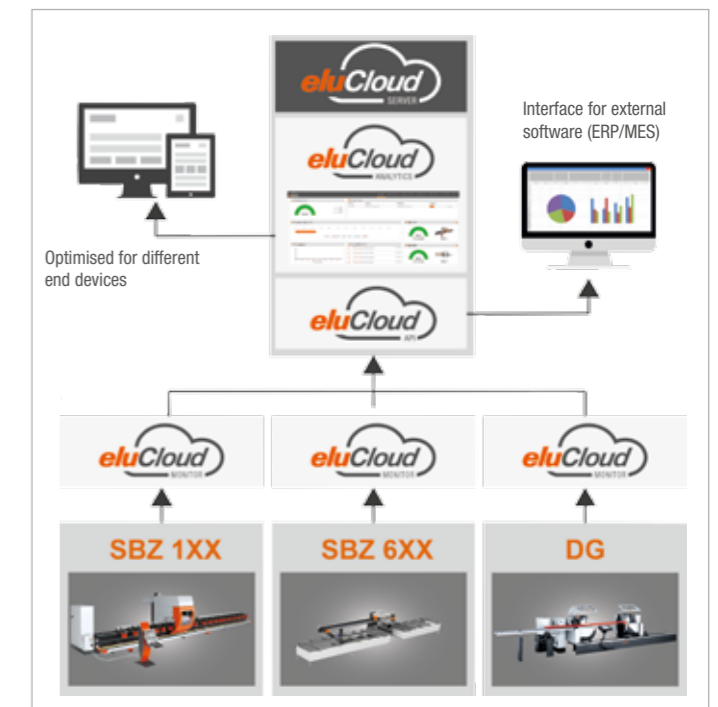 eluCloud
SERVER
eluCloud
ANALYTICS
Interface for external
software (ERP/MES)
Optimised for different
end devices
eluCloud
API
eluCloud
MONITOR
eluCloud
MONITOR
eluCloud
MONITOR
SBZ 1XX
SBZ 6XX
DG